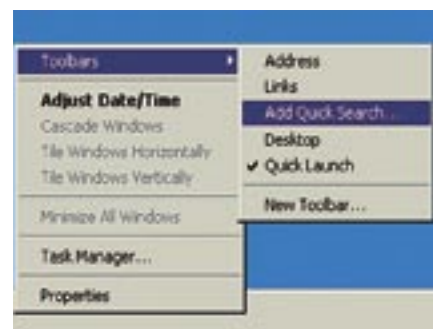 Toolbars
Adjust Date/Time
Cascade Windows
Tile Windows Horizontally
Tile Windows Vertically
Minimize All Windows
Task Manager...
Properties
Address
Links
Add Quick Search...
Desktop
Quick Launch
New Toolbar...